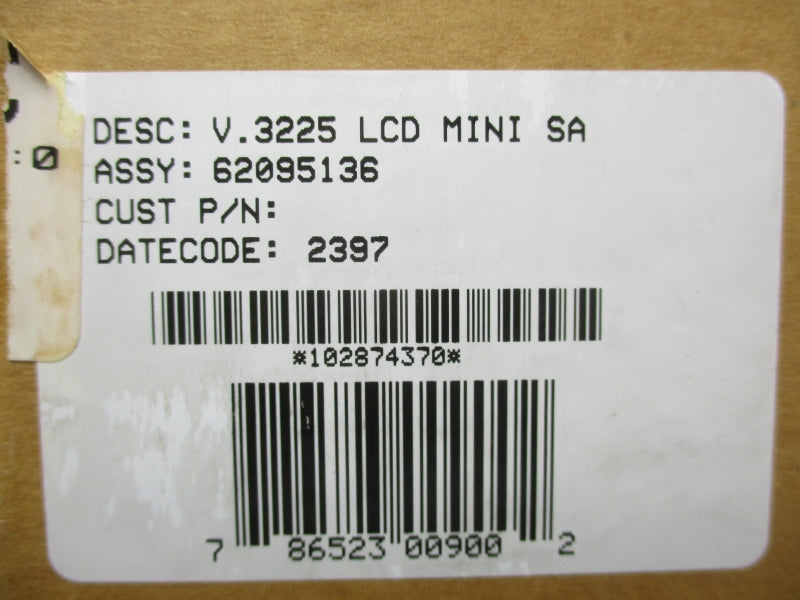 DESC: V.3225 LCD MINI SA
: 0
ASSY: 62095136
CUST P/N:
DATECODE: 2397
*102874370*
7 86523 00900 2